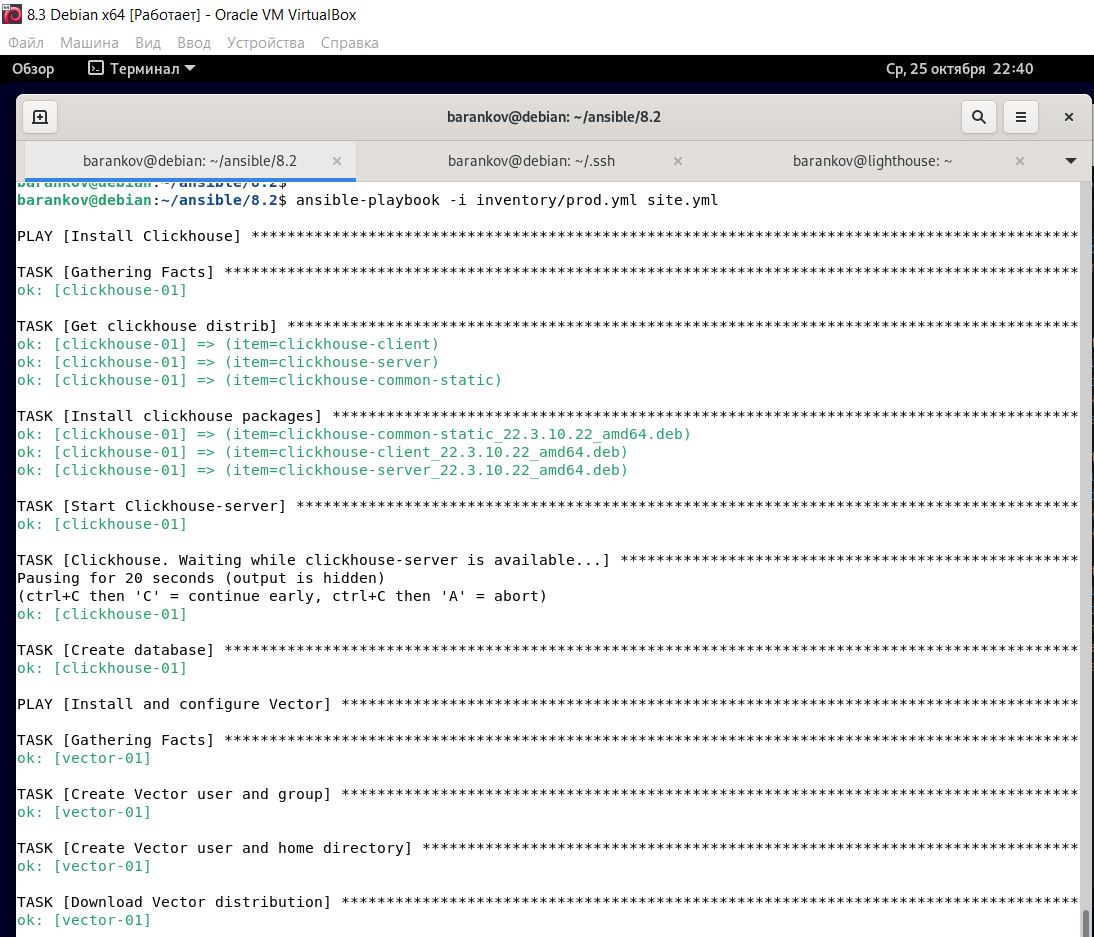 8.3 Debian x64 [Работает] - Oracle VM VirtualBox
Файл Машина Вид Ввод Устройства Справка
Обзор Терминал Ср, 25 октября 22:40
barankov@debian: ~/ansible/8.2
barankov@debian: ~/ansible/8.2 × barankov@debian: ~/.ssh × barankov@lighthouse: ~ ×
barankov@debian:~/ansible/8.2$
barankov@debian:~/ansible/8.2$ ansible-playbook -i inventory/prod.yml site.yml
PLAY [Install Clickhouse] ********************************************************************************************
TASK [Gathering Facts] ***********************************************************************************************
ok: [clickhouse-01]
TASK [Get clickhouse distrib] ****************************************************************************************
ok: [clickhouse-01] => (item=clickhouse-client)
ok: [clickhouse-01] => (item=clickhouse-server)
ok: [clickhouse-01] => (item=clickhouse-common-static)
TASK [Install clickhouse packages] ***********************************************************************************
ok: [clickhouse-01] => (item=clickhouse-common-static_22.3.10.22_amd64.deb)
ok: [clickhouse-01] => (item=clickhouse-client_22.3.10.22_amd64.deb)
ok: [clickhouse-01] => (item=clickhouse-server_22.3.10.22_amd64.deb)
TASK [Start Clickhouse-server] ***************************************************************************************
ok: [clickhouse-01]
TASK [Clickhouse. Waiting while clickhouse-server is available...] ***************************************************
Pausing for 20 seconds (output is hidden)
(ctrl+C then 'C' = continue early, ctrl+C then 'A' = abort)
ok: [clickhouse-01]
TASK [Create database] ***********************************************************************************************
ok: [clickhouse-01]
PLAY [Install and configure Vector] **********************************************************************************
TASK [Gathering Facts] ***********************************************************************************************
ok: [vector-01]
TASK [Create Vector user and group] **********************************************************************************
ok: [vector-01]
TASK [Create Vector user and home directory] *************************************************************************
ok: [vector-01]
TASK [Download Vector distribution] **********************************************************************************
ok: [vector-01]